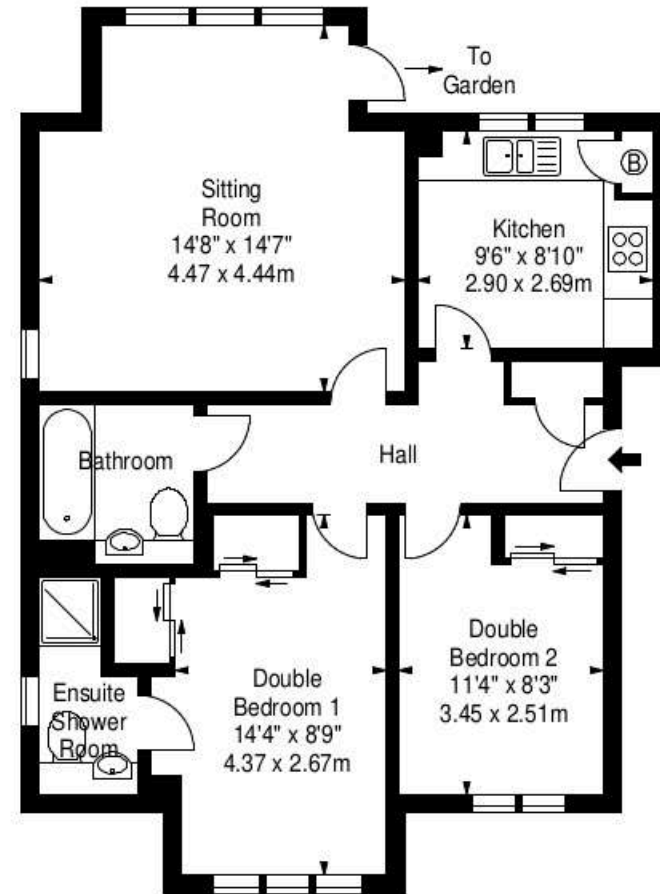 To
Garden
Sitting
Room
14'8" x 14'7"
4.47 x 4.44m
B
Kitchen
9'6" x 8'10"
2.90 x 2.69m
Bathroom
Hall
Double
Bedroom 1
14'4" x 8'9"
4.37 x 2.67m
Double
Bedroom 2
11'4" x 8'3"
3.45 x 2.51m
Ensuite
Shower
Room